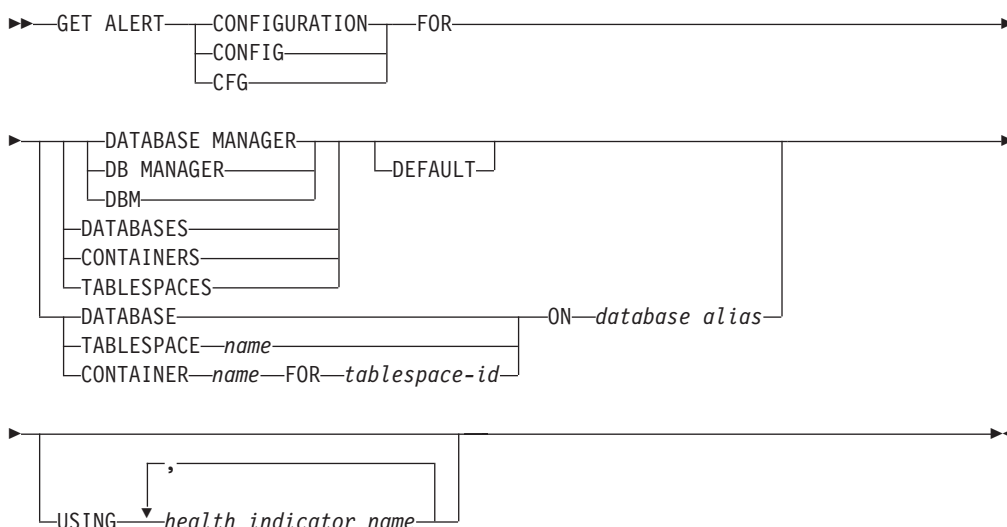 GET ALERT CONFIGURATION FOR
CONFIG
CFG
DATABASE MANAGER
DB MANAGER DEFAULT
DBM
DATABASES
CONTAINERS
TABLESPACES
DATABASE ON database alias
TABLESPACE name
CONTAINER name FOR tablespace-id
,
USING health indicator name